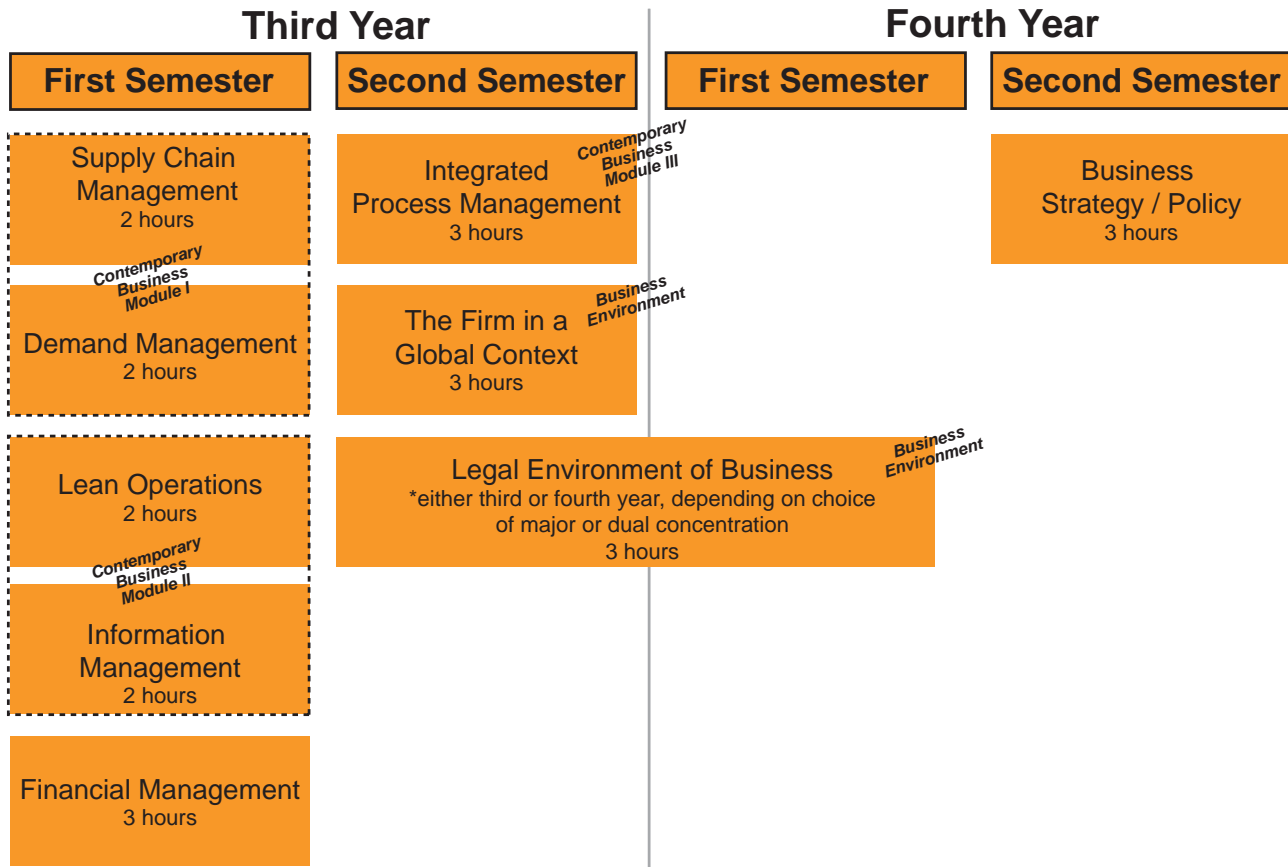 Third Year
Fourth Year
First Semester
Second Semester
First Semester
Second Semester
Supply Chain
Management
2 hours
Contemporary
Business
Module I
Demand Management
2 hours
Lean Operations
2 hours
Contemporary
Business
Module II
Information
Management
2 hours
Financial Management
3 hours
Integrated
Process Management
3 hours
Contemporary
Business
Module III
The Firm in a
Global Context
3 hours
Business
Environment
Legal Environment of Business
*either third or fourth year, depending on choice
of major or dual concentration
3 hours
Business
Environment
Business
Strategy / Policy
3 hours